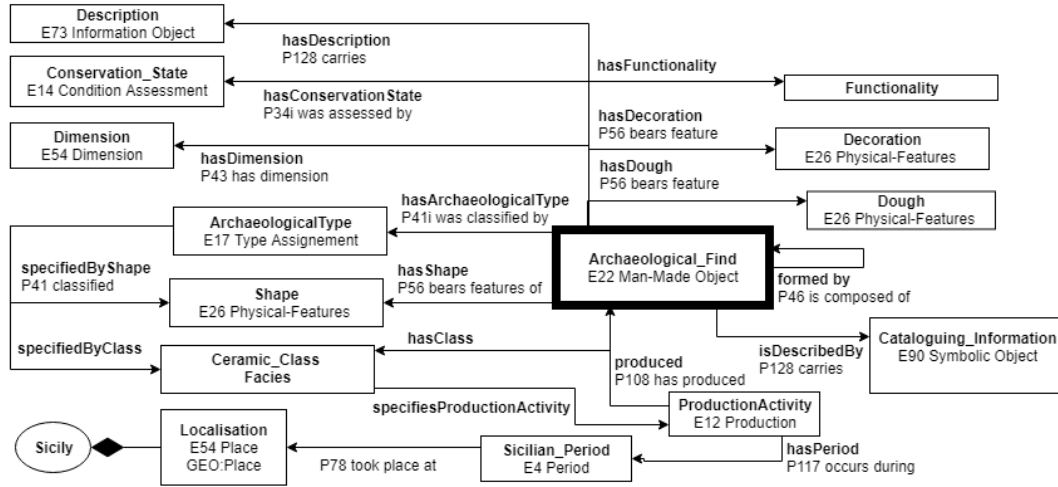 Description
E73 Information Object
hasDescription
P128 carries
Conservation_State
E14 Condition Assessment
hasFunctionality
Functionality
hasConservationState
P34i was assessed by
hasDecoration
P56 bears feature
Decoration
E26 Physical-Features
Dimension
E54 Dimension
hasDimension
P43 has dimension
hasDough
P56 bears feature
Dough
E26 Physical-Features
hasArchaeologicalType
P41i was classified by
ArchaeologicalType
E17 Type Assignement
Archaeological_Find
E22 Man-Made Object
specifiedByShape
P41 classified
hasShape
P56 bears features of
formed by
P46 is composed of
Shape
E26 Physical-Features
specifiedByClass
hasClass
Ceramic_Class
Facies
produced
P108 has produced
isDescribedBy
P128 carries
Cataloguing_Information
E90 Symbolic Object
specifiesProductionActivity
ProductionActivity
E12 Production
Sicily
Localisation
E54 Place
GEO:Place
P78 took place at
Sicilian_Period
E4 Period
hasPeriod
P117 occurs during